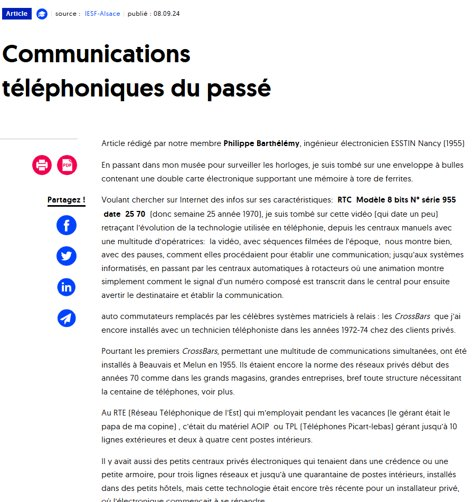 Article source : IESF-Alsace publié : 08.09.24
Communications
téléphoniques du passé
Article rédigé par notre membre Philippe Barthélémy, ingénieur électronicien ESSTIN Nancy (1955)
En passant dans mon musée pour surveiller les horloges, je suis tombé sur une enveloppe à bulles
contenant une double carte électronique supportant une mémoire à tore de ferrites.
Partagez !
Voulant chercher sur Internet des infos sur ses caractéristiques: RTC Modèle 8 bits N° série 955
date 25 70 (donc semaine 25 année 1970), je suis tombé sur cette vidéo (qui date un peu)
retraçant l'évolution de la technologie utilisée en téléphonie, depuis les centraux manuels avec
une multitude d'opératrices: la vidéo, avec séquences filmées de l'époque, nous montre bien,
avec des pauses, comment elles procédaient pour établir une communication; jusqu'aux systèmes
informatisés, en passant par les centraux automatiques à rotacteurs où une animation montre
simplement comment le signal d'un numéro composé est transcrit dans le central pour ensuite
avertir le destinataire et établir la communication.
auto commutateurs remplacés par les célèbres systèmes matriciels à relais : les CrossBars que j'ai
encore installés avec un technicien téléphoniste dans les années 1972-74 chez des clients privés.
Pourtant les premiers CrossBars, permettant une multitude de communications simultanées, ont été
installés à Beauvais et Melun en 1955. Ils étaient encore la norme des réseaux privés début des
années 70 comme dans les grands magasins, grandes entreprises, bref toute structure nécessitant
la centaine de téléphones, voir plus.
Au RTE (Réseau Téléphonique de l'Est) qui m'employait pendant les vacances (le gérant était le
papa de ma copine) , c'était du matériel AOIP ou TPL (Téléphones Picart-lebas) gérant jusqu'à 10
lignes extérieures et deux à quatre cent postes intérieurs.
Il y avait aussi des petits centraux privés électroniques qui tenaient dans une crédence ou une
petite armoire, pour trois lignes réseaux et jusqu'à une quarantaine de postes intérieurs, installés
dans des petits hôtels, mais cette technologie était encore très récente pour un installateur privé,
où l'électronique commençait à se répandre